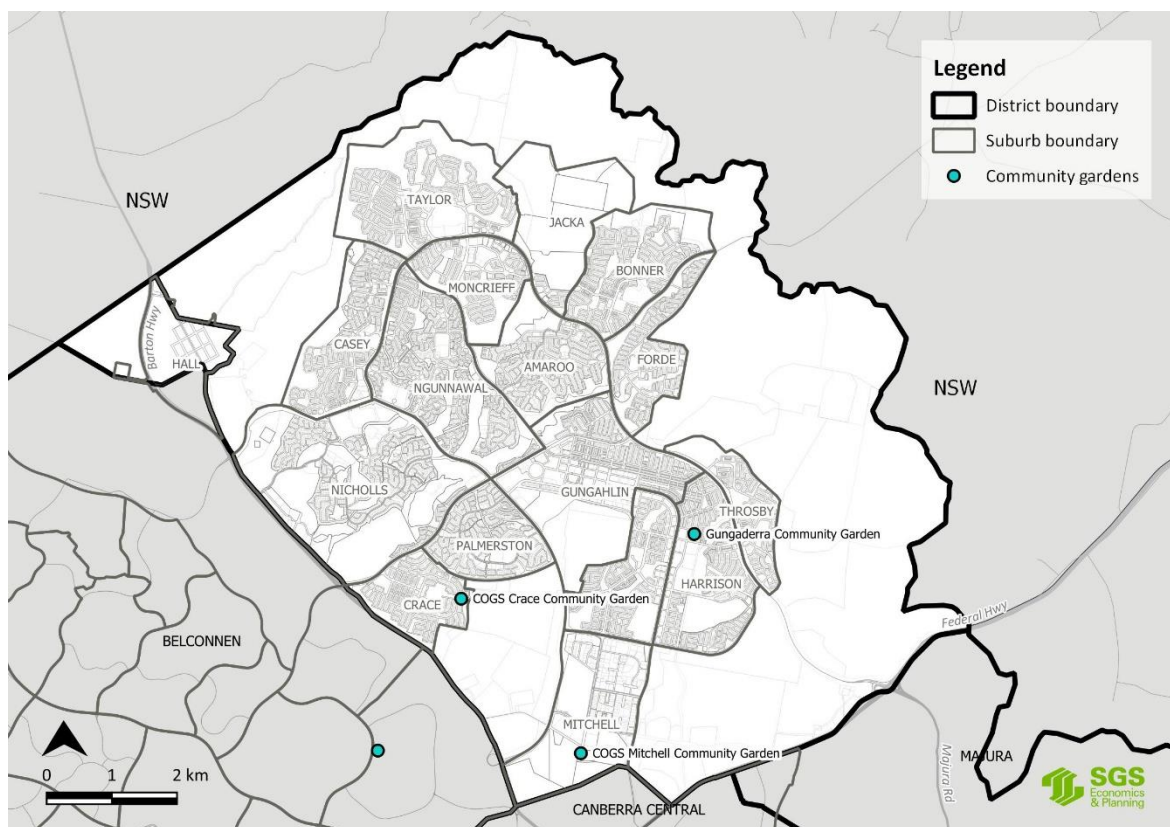 Legend
District boundary
Suburb boundary
Community gardens
NSW
TAYLOR
JACKA
BONNER
MONCRIEFF
Barton Hwy
HALL
CASEY
AMAROO
FORDE
NGUNNAWAL
NSW
NICHOLLS
GUNGAHLIN
THROSBY
Gungaderra Community Garden
PALMERSTON
HARRISON
CRACE
COGS Crace Community Garden
Federal Hwy
BELCONNEN
MITCHELL
COGS Mitchell Community Garden
MAJURA
Majura Rd
0 1 2 km
CANBERRA CENTRAL
SGS
Economics
& Planning